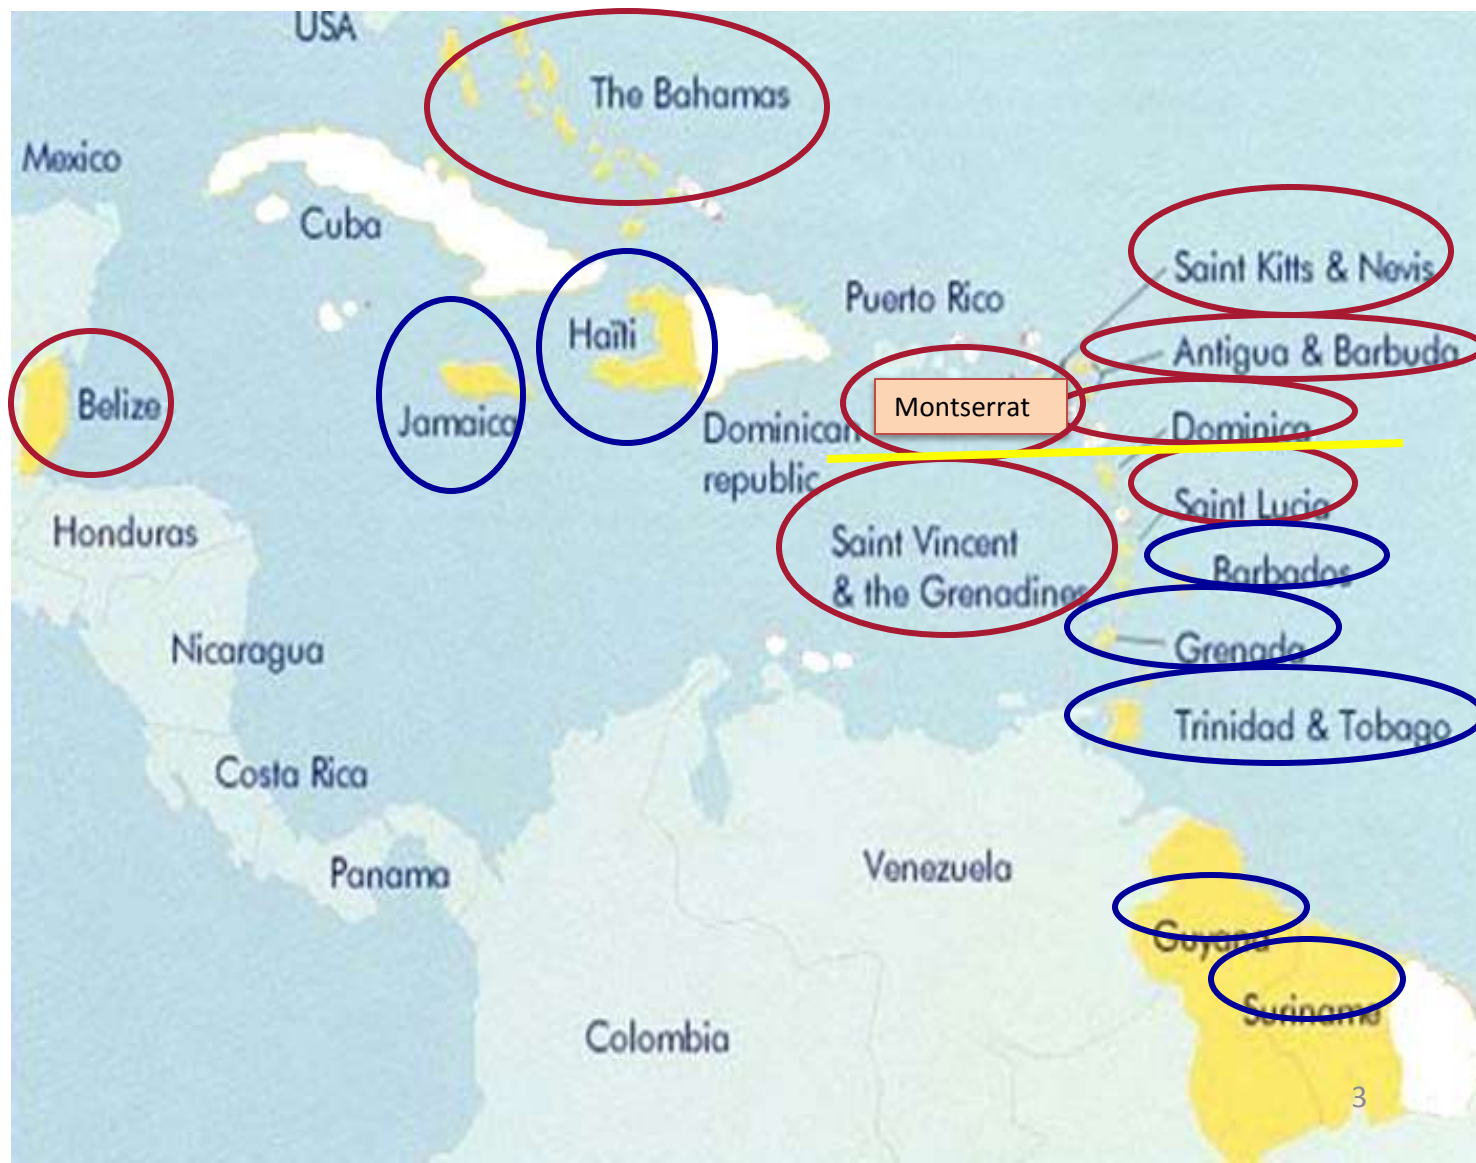 USA
The Bahamas
Mexico
Cuba
Saint Kitts & Nevis
Puerto Rico
Haïti
Antigua & Barbuda
Belize
Jamaica
Montserrat
Dominican
republic
Dominica
Saint Lucia
Honduras
Saint Vincent
& the Grenadines
Barbados
Nicaragua
Grenada
Trinidad & Tobago
Costa Rica
Panama
Venezuela
Guyana
Suriname
Colombia
3